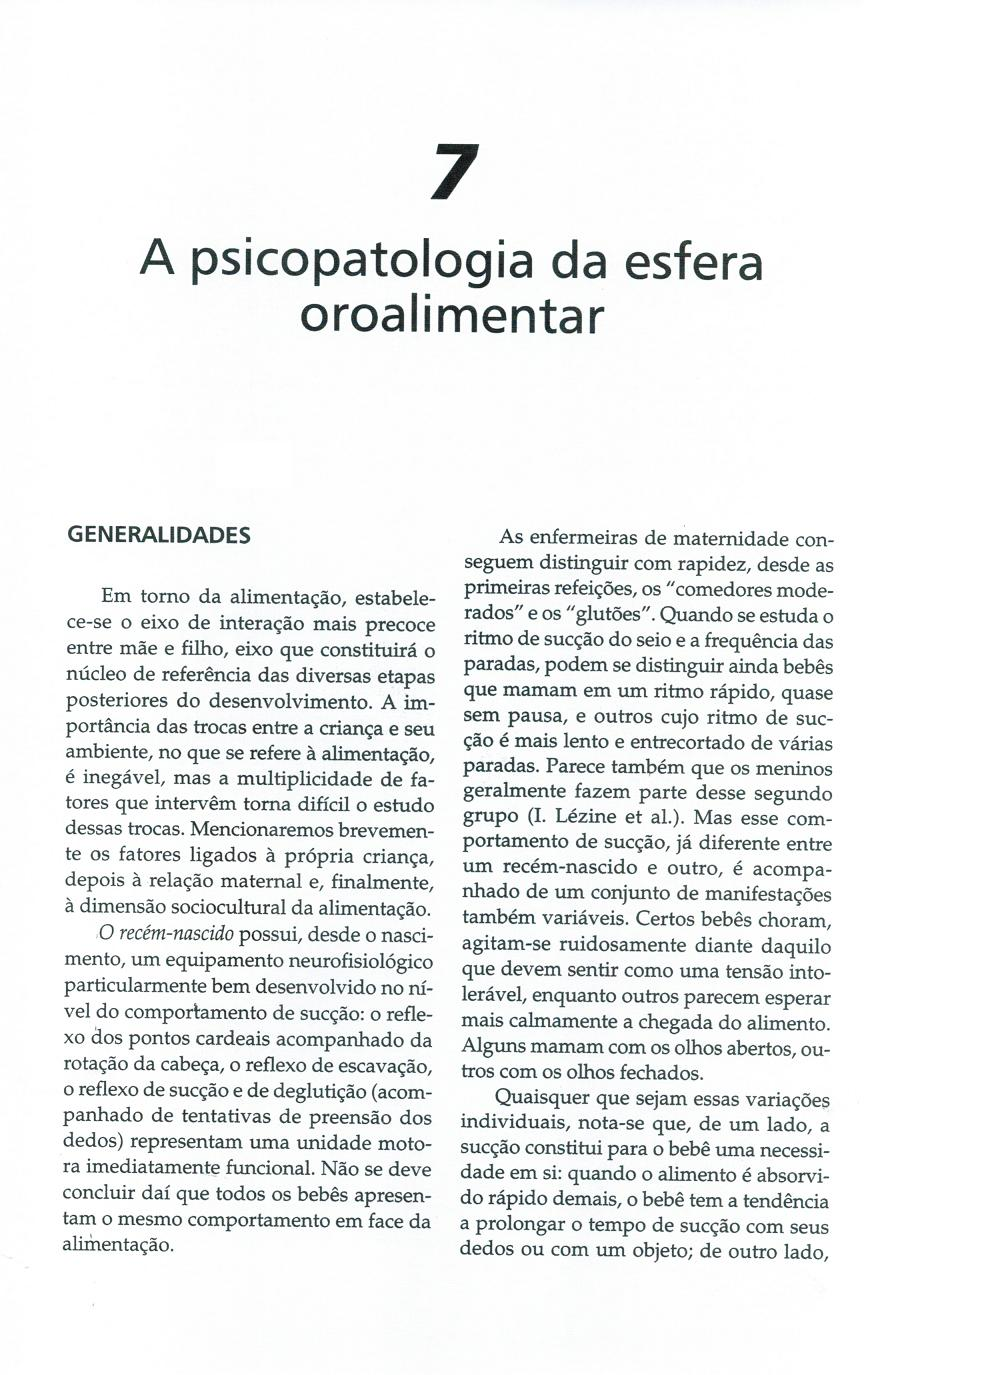 7
A psicopatologia da esfera
oroalimentar
GENERALIDADES
Em torno da alimentação, estabele-
ce-se o eixo de interação mais precoce
entre mãe e filho, eixo que constituirá o
núcleo de referência das diversas etapas
posteriores do desenvolvimento. A im-
portância das trocas entre a criança e seu
ambiente, no que se refere à alimentação,
é inegável, mas a multiplicidade de fa-
tores que intervêm torna difícil o estudo
dessas trocas. Mencionaremos brevemen-
te os fatores ligados à própria criança,
depois à relação maternal e, finalmente,
à dimensão sociocultural da alimentação.
O recém-nascido possui, desde o nasci-
mento, um equipamento neurofisiológico
particularmente bem desenvolvido no ní-
vel do comportamento de sucção: o refle-
xo dos pontos cardeais acompanhado da
rotação da cabeça, o reflexo de escavação,
o reflexo de sucção e de deglutição (acom-
panhado de tentativas de preensão dos
dedos) representam uma unidade moto-
ra imediatamente funcional. Não se deve
concluir daí que todos os bebês apresen-
tam o mesmo comportamento em face da
alimentação.
As enfermeiras de maternidade con-
seguem distinguir com rapidez, desde as
primeiras refeições, os "comedores mode-
rados" e os "glutões". Quando se estuda o
ritmo de sucção do seio e a frequência das
paradas, podem se distinguir ainda bebês
que mamam em um ritmo rápido, quase
sem pausa, e outros cujo ritmo de suc-
ção é mais lento e entrecortado de várias
paradas. Parece também que os meninos
geralmente fazem parte desse segundo
grupo (I. Lézine et al.). Mas esse com-
portamento de sucção, já diferente entre
um recém-nascido e outro, é acompa-
nhado de um conjunto de manifestações
também variáveis. Certos bebês choram,
agitam-se ruidosamente diante daquilo
que devem sentir como uma tensão into-
lerável, enquanto outros parecem esperar
mais calmamente a chegada do alimento.
Alguns mamam com os olhos abertos, ou-
tros com os olhos fechados.
Quaisquer que sejam essas variações
individuais, nota-se que, de um lado, a
sucção constitui para o bebê uma necessi-
dade em si: quando o alimento é absorvi-
do rápido demais, o bebê tem a tendência
a prolongar o tempo de sucção com seus
dedos ou com um objeto; de outro lado,